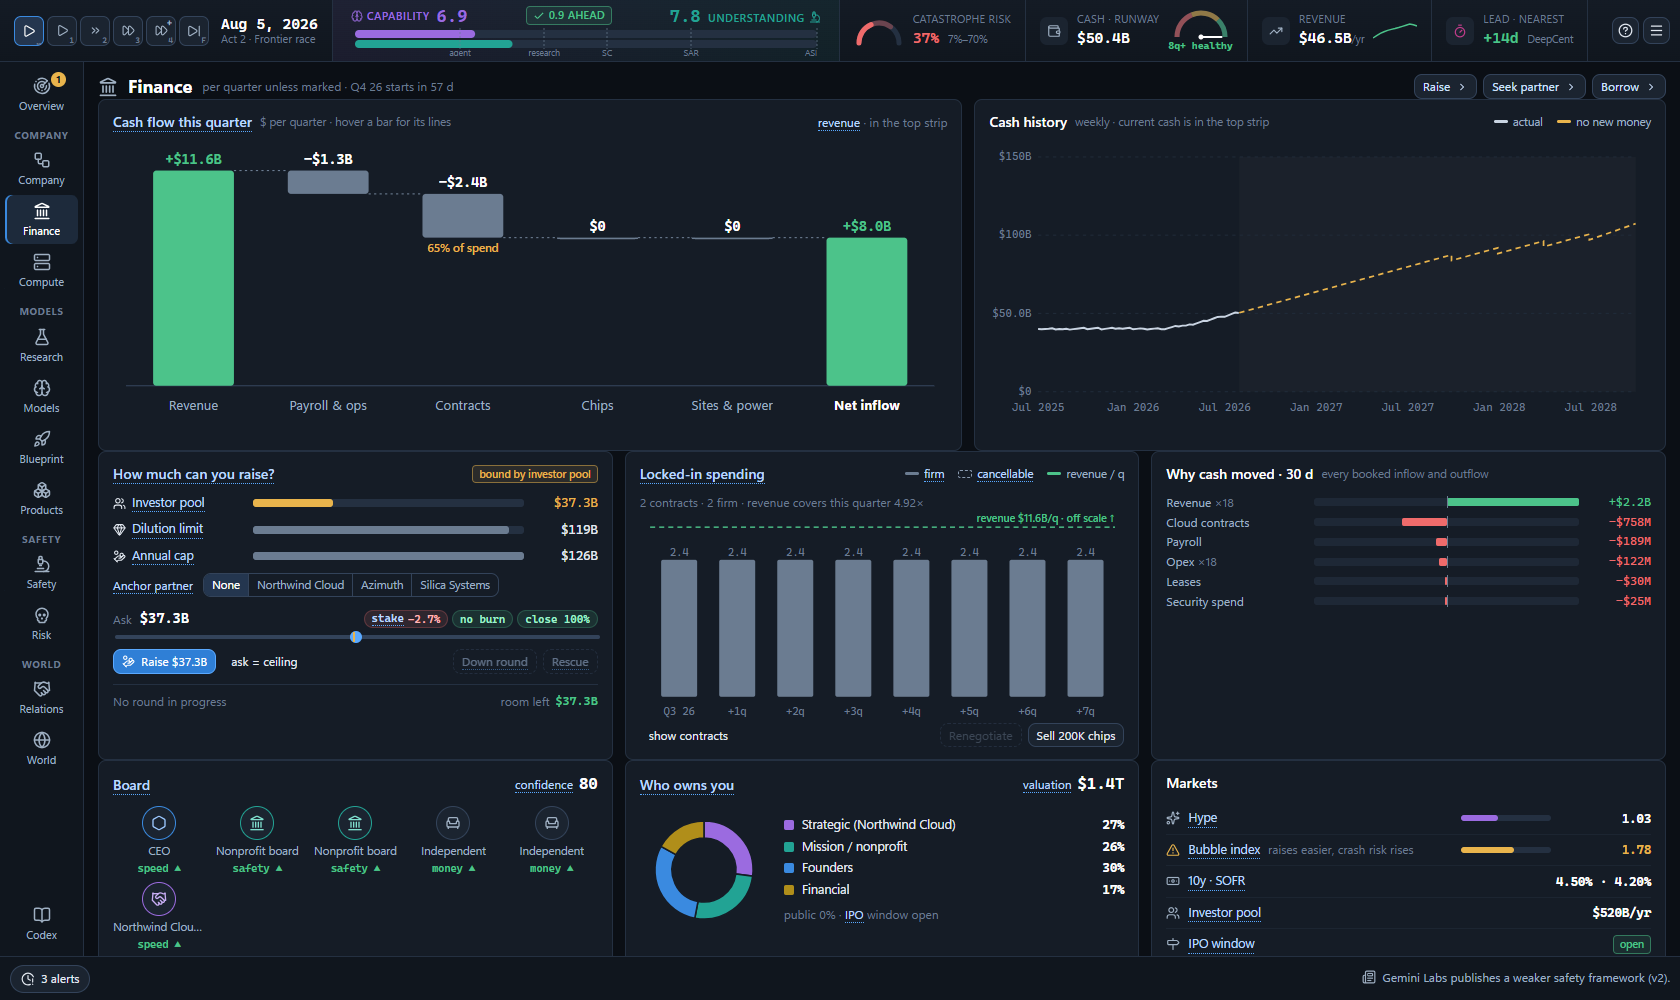 1
2
3
4
F
Aug 5, 2026
Act 2 · Frontier race
CAPABILITY 6.9
0.9 AHEAD
7.8 UNDERSTANDING
agent
research
SC
SAR
ASI
CATASTROPHE RISK
37% 7%–70%
CASH · RUNWAY
$50.4B
8q+ healthy
REVENUE
$46.5B/yr
LEAD · NEAREST
+14d DeepCent
1
Overview
COMPANY
Company
Finance
Compute
MODELS
Research
Models
Blueprint
Products
SAFETY
Safety
Risk
WORLD
Relations
World
Codex
Finance per quarter unless marked · Q4 26 starts in 57 d
Raise
Seek partner
Borrow
Cash flow this quarter $ per quarter · hover a bar for its lines
revenue · in the top strip
+$11.6B
−$1.3B
−$2.4B
65% of spend
$0
$0
+$8.0B
Revenue
Payroll & ops
Contracts
Chips
Sites & power
Net inflow
Cash history weekly · current cash is in the top strip
actual
no new money
$150B
$100B
$50.0B
$0
Jul 2025
Jan 2026
Jul 2026
Jan 2027
Jul 2027
Jan 2028
Jul 2028
How much can you raise?
bound by investor pool
Investor pool $37.3B
Dilution limit $119B
Annual cap $126B
Anchor partner None Northwind Cloud Azimuth Silica Systems
Ask $37.3B
stake −2.7%
no burn
close 100%
Raise $37.3B
ask = ceiling
Down round
Rescue
No round in progress
room left $37.3B
Locked-in spending
firm
cancellable
revenue / q
2 contracts · 2 firm · revenue covers this quarter 4.92×
revenue $11.6B/q · off scale ↑
2.4 2.4 2.4 2.4 2.4 2.4 2.4 2.4
Q3 26 +1q +2q +3q +4q +5q +6q +7q
show contracts
Renegotiate
Sell 200K chips
Why cash moved · 30 d every booked inflow and outflow
Revenue ×18 +$2.2B
Cloud contracts −$758M
Payroll −$189M
Opex ×18 −$122M
Leases −$30M
Security spend −$25M
Board
confidence 80
CEO
speed ▲
Nonprofit board
safety ▲
Nonprofit board
safety ▲
Independent
money ▲
Independent
money ▲
Northwind Clou...
speed ▲
Who owns you
valuation $1.4T
Strategic (Northwind Cloud) 27%
Mission / nonprofit 26%
Founders 30%
Financial 17%
public 0% · IPO window open
Markets
Hype 1.03
Bubble index raises easier, crash risk rises 1.78
10y · SOFR 4.50% · 4.20%
Investor pool $520B/yr
IPO window open
3 alerts
Gemini Labs publishes a weaker safety framework (v2).